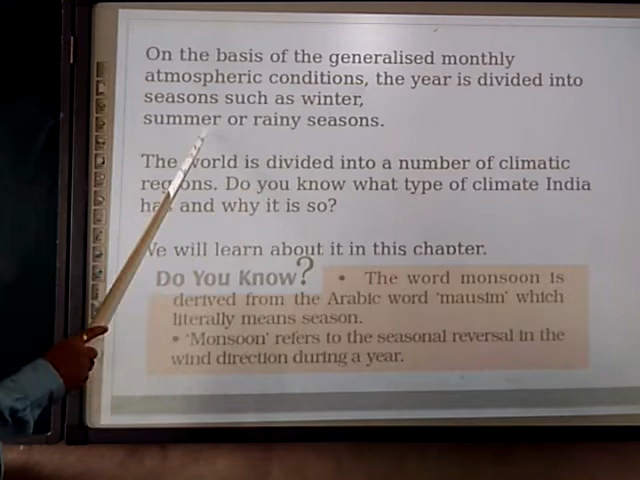 On the basis of the generalised monthly
atmospheric conditions, the year is divided into
seasons such as winter,
summer or rainy seasons.
The world is divided into a number of climatic
regions. Do you know what type of climate India
has and why it is so?
We will learn about it in this chapter.
Do You Know? • The word monsoon is
derived from the Arabic word ‘mausim’ which
literally means season.
• ‘Monsoon’ refers to the seasonal reversal in the
wind direction during a year.